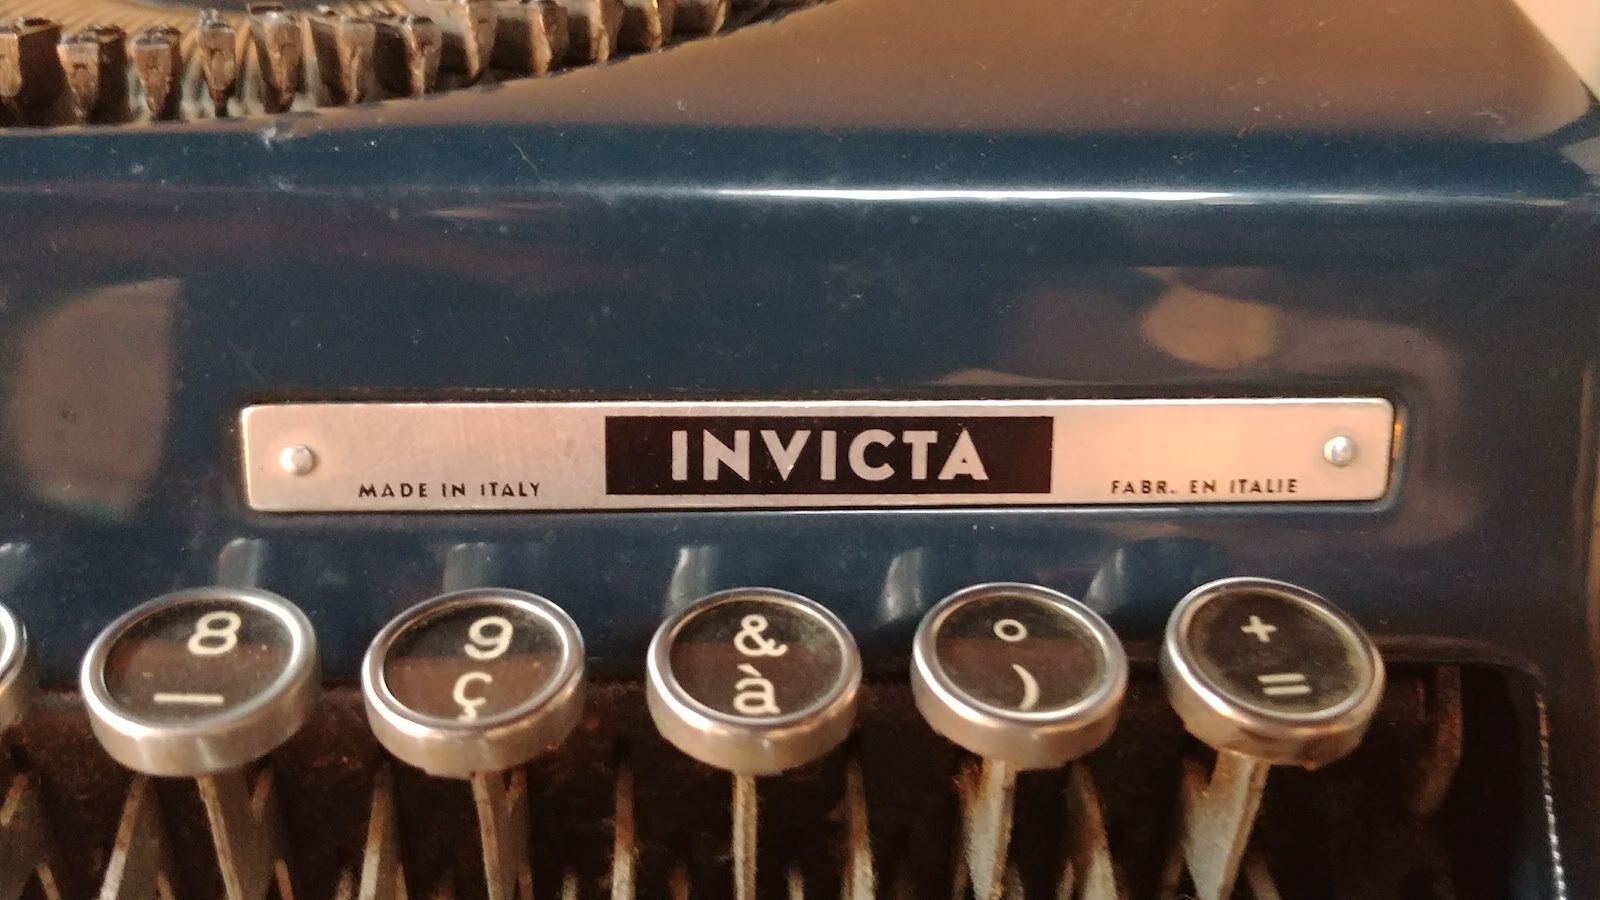 INVICTA
MADE IN ITALY
FABR. EN ITALIE
8 9 & ° +
_ ç à ) =